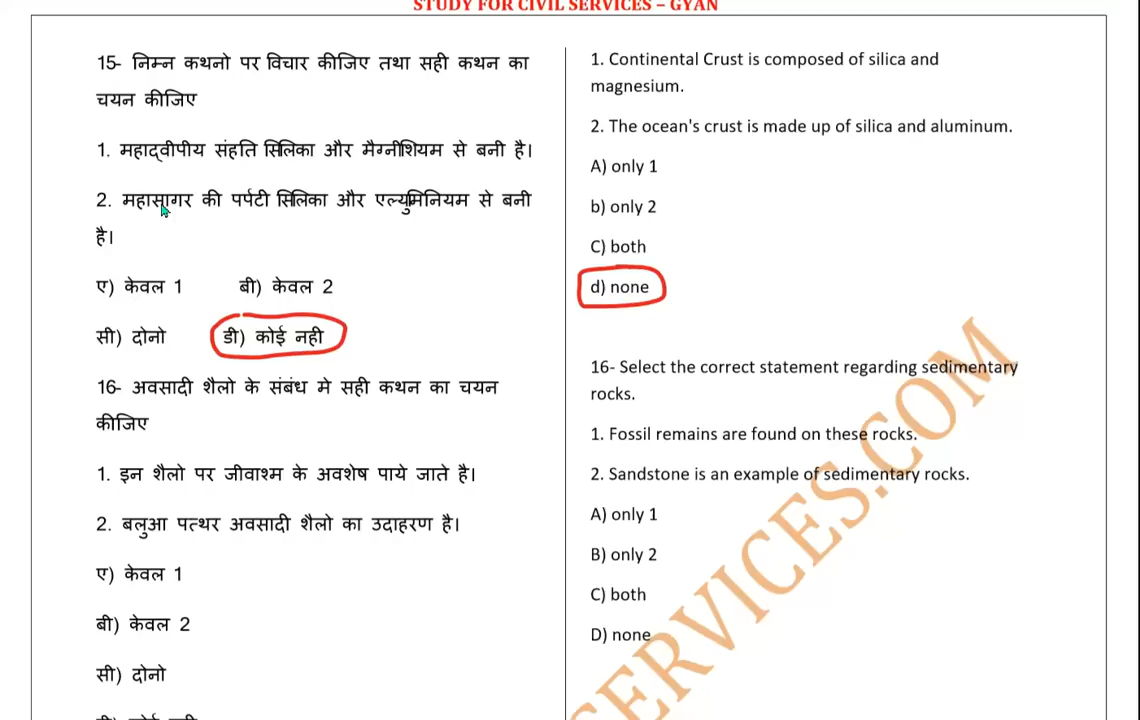 STUDY FOR CIVIL SERVICES – GYAN
15- निम्न कथनो पर विचार कीजिए तथा सही कथन का
चयन कीजिए
1. महाद्वीपीय संहति सिलिका और मैग्नीशियम से बनी है।
2. महासागर की पर्पटी सिलिका और एल्युमिनियम से बनी
है।
ए) केवल 1 बी) केवल 2
सी) दोनो डी) कोई नही
16- अवसादी शैलो के संबंध मे सही कथन का चयन
कीजिए
1. इन शैलो पर जीवाश्म के अवशेष पाये जाते है।
2. बलुआ पत्थर अवसादी शैलो का उदाहरण है।
ए) केवल 1
बी) केवल 2
सी) दोनो
डी) कोई नही
1. Continental Crust is composed of silica and
magnesium.
2. The ocean's crust is made up of silica and aluminum.
A) only 1
b) only 2
C) both
d) none
16- Select the correct statement regarding sedimentary
rocks.
1. Fossil remains are found on these rocks.
2. Sandstone is an example of sedimentary rocks.
A) only 1
B) only 2
C) both
D) none
SERVICES.COM